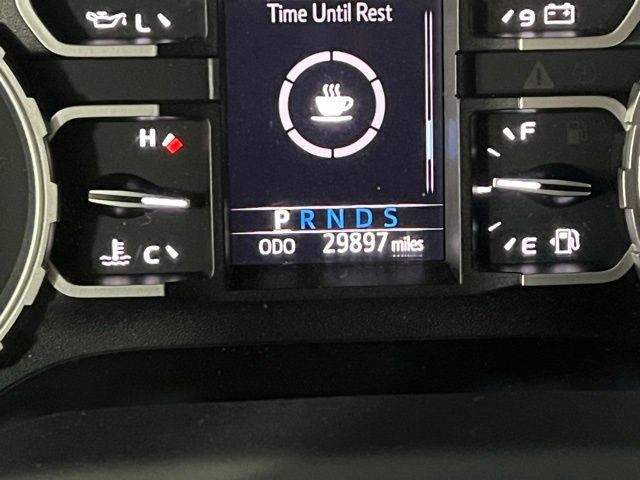 Time Until Rest
L
9
H
F
C
E
P R N D S
ODO 29897 miles